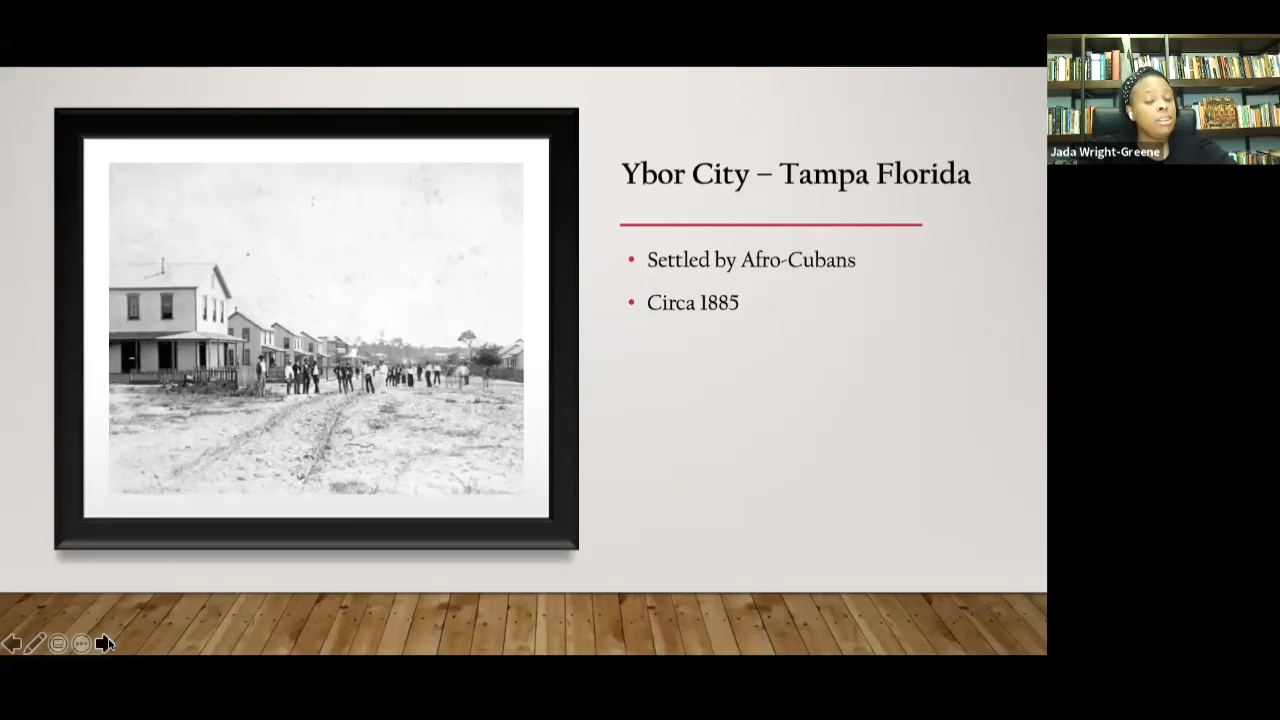 Ybor City – Tampa Florida
Settled by Afro-Cubans
Circa 1885
Jada Wright-Greene